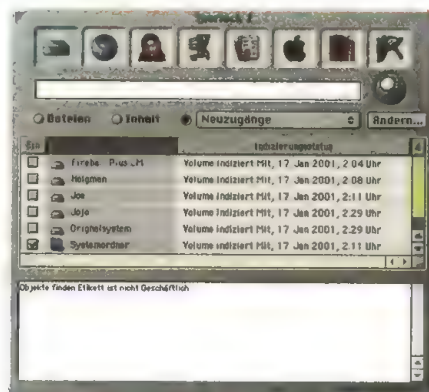 Sherlock 2
Dateien Inhalt Neuzugänge Ändern...
Ein Indizierungsstatus
Volume indiziert Mit, 17 Jan 2001, 2:04 Uhr
Holgmen Volume indiziert Mit, 17 Jan 2001, 2:08 Uhr
Joe Volume indiziert Mit, 17 Jan 2001, 2:11 Uhr
Jojo Volume indiziert Mit, 17 Jan 2001, 2:29 Uhr
Originelsystem Volume indiziert Mit, 17 Jan 2001, 2:29 Uhr
Systemordner Volume indiziert Mit, 17 Jan 2001, 2:11 Uhr
Objekte finden Etikett ist nicht Geschäftlich